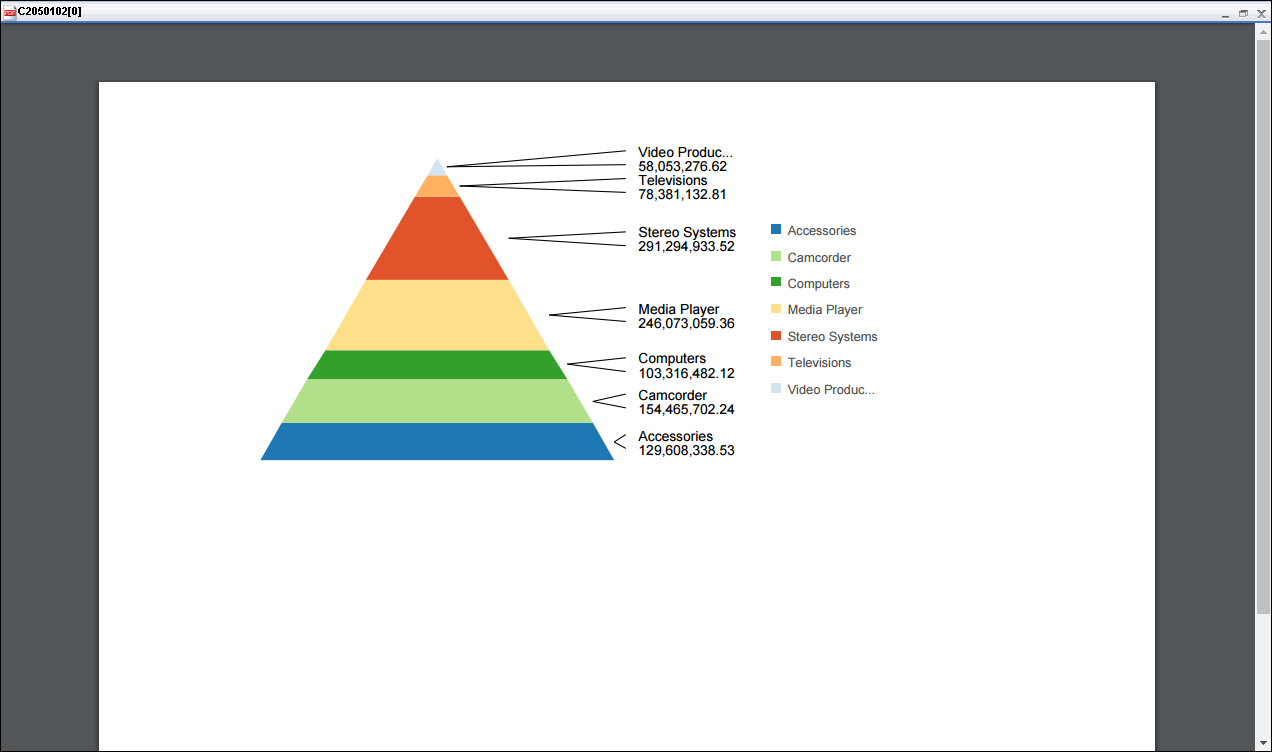 C2050102[0]
Video Produc...
58,053,276.62
Televisions
78,381,132.81
Stereo Systems
291,294,933.52
Media Player
246,073,059.36
Computers
103,316,482.12
Camcorder
154,465,702.24
Accessories
129,608,338.53
Accessories
Camcorder
Computers
Media Player
Stereo Systems
Televisions
Video Produc...